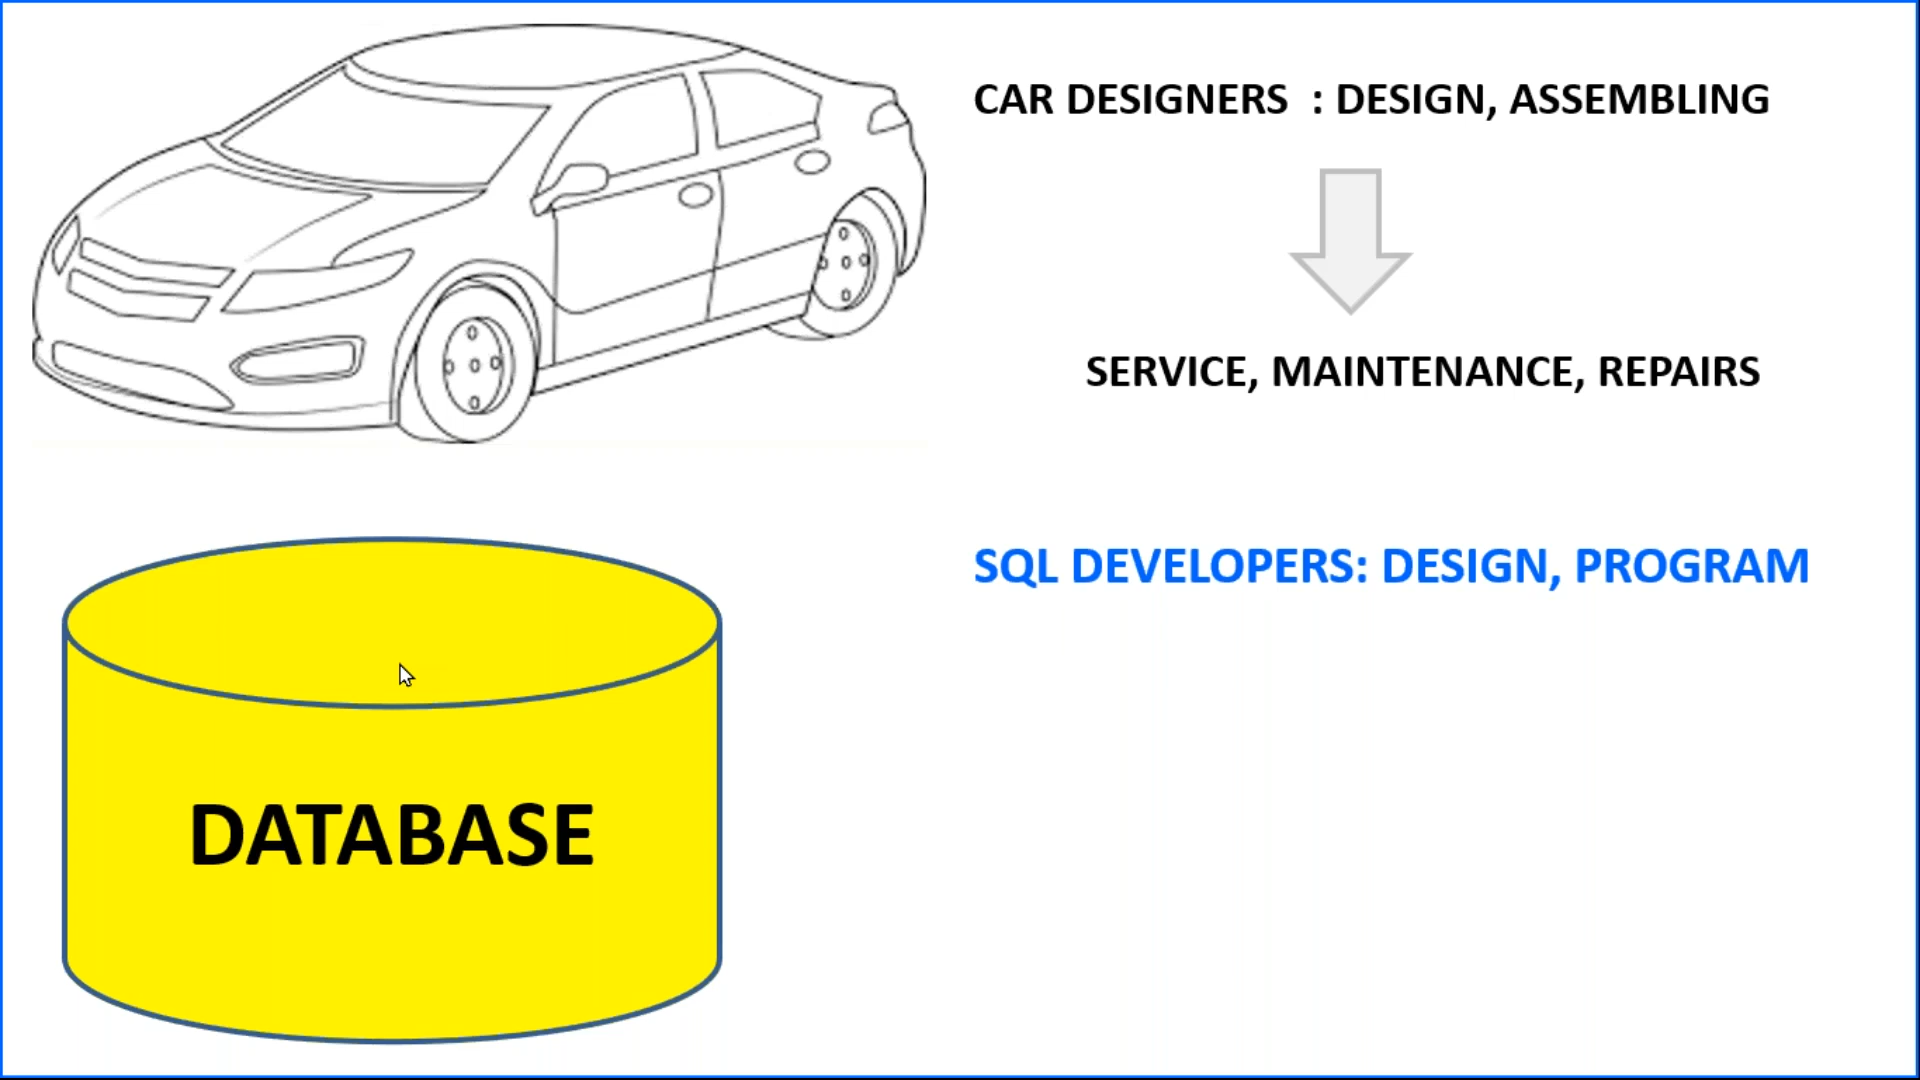 CAR DESIGNERS : DESIGN, ASSEMBLING
SERVICE, MAINTENANCE, REPAIRS
SQL DEVELOPERS: DESIGN, PROGRAM
DATABASE